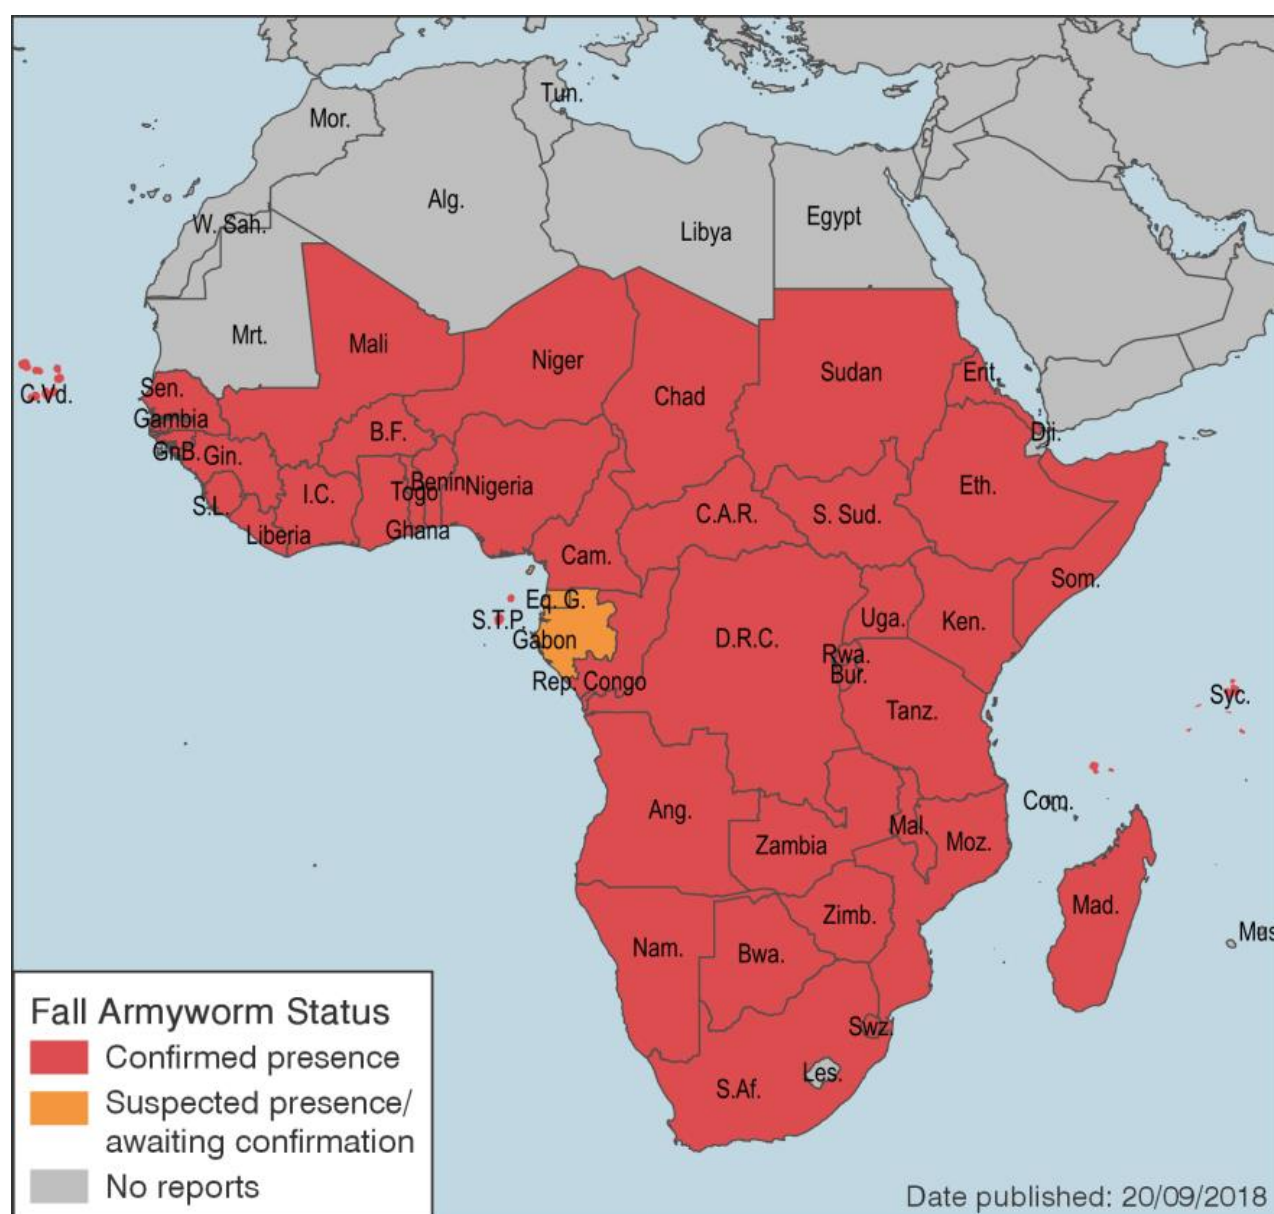 Tun.
Mor.
Alg.
W. Sah.
Libya
Egypt
Mrt.
Mali
Niger
Chad
Sudan
Erit.
C.Vd.
Sen.
Gambia
B.F.
Dji.
GnB.
Gin.
Benin
Togo
Nigeria
I.C.
Eth.
S.L.
Liberia
Ghana
C.A.R.
S. Sud.
Cam.
Som.
Eq. G.
S.T.P.
Gabon
Uga.
Ken.
D.R.C.
Rwa.
Bur.
Rep. Congo
Tanz.
Syc.
Ang.
Com.
Zambia
Mal.
Moz.
Mad.
Zimb.
Nam.
Bwa.
Mus
Swz.
Les.
S.Af.
Fall Armyworm Status
Confirmed presence
Suspected presence/
awaiting confirmation
No reports
Date published: 20/09/2018